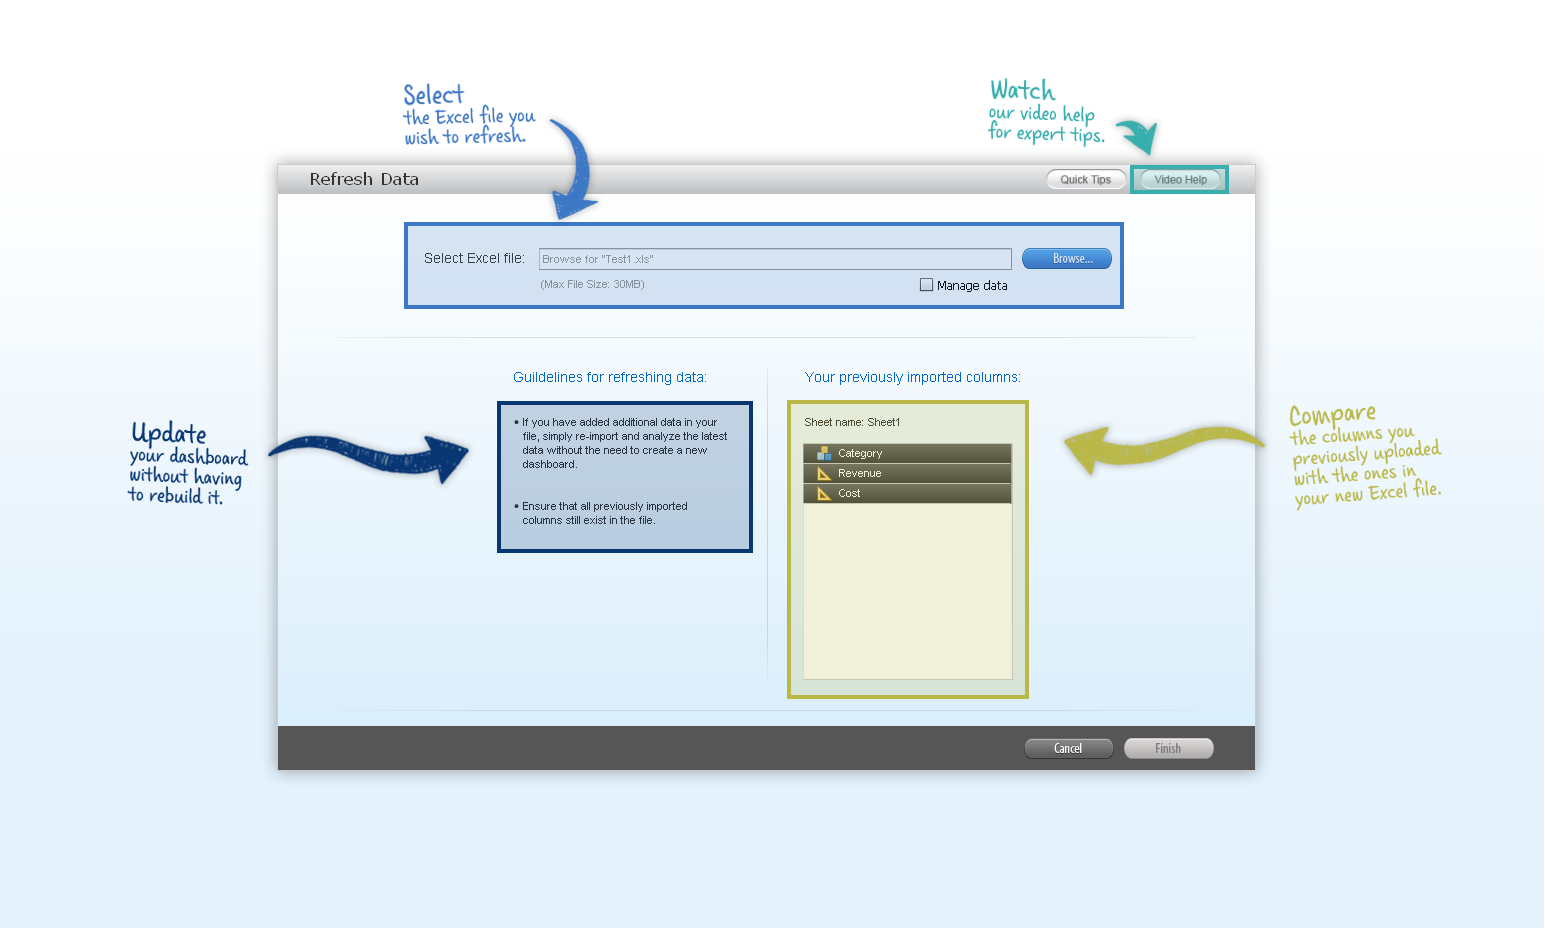 Select
the Excel file you
wish to refresh.
Watch
our video help
for expert tips.
Refresh Data
Quick Tips
Video Help
Select Excel file:
Browse for "Test1.xls"
Browse...
(Max File Size: 30MB)
Manage data
Guildelines for refreshing data:
Your previously imported columns:
Update
your dashboard
without having
to rebuild it.
• If you have added additional data in your
file, simply re-import and analyze the latest
data without the need to create a new
dashboard.
• Ensure that all previously imported
columns still exist in the file.
Sheet name: Sheet1
Category
Revenue
Cost
Compare
the columns you
previously uploaded
with the ones in
your new Excel file.
Cancel
Finish